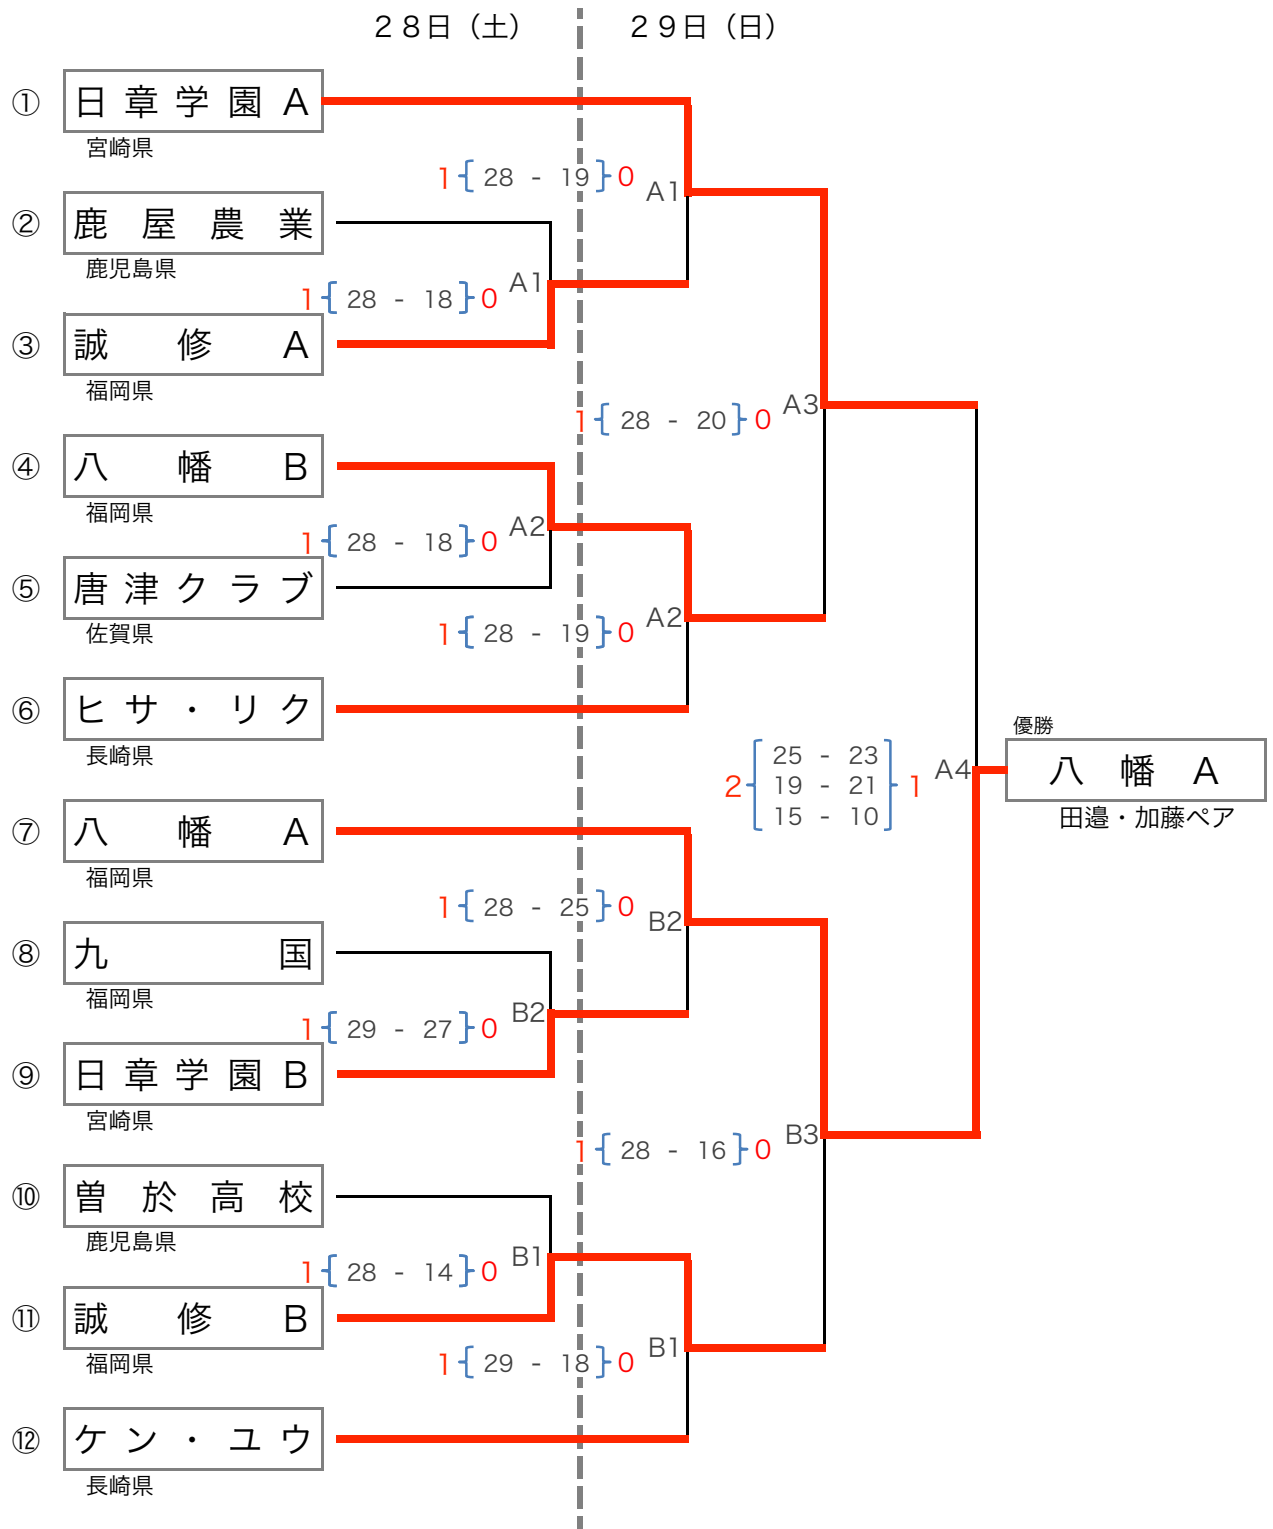 ２８日（土）
２９日（日）
① 日章学園A
宮崎県
1 28 - 19 0 A1
② 鹿屋農業
鹿児島県
1 28 - 18 0 A1
③ 誠修A
福岡県
1 28 - 20 0 A3
④ 八幡B
福岡県
1 28 - 18 0 A2
⑤ 唐津クラブ
佐賀県
1 28 - 19 0 A2
⑥ ヒサ・リク
長崎県
優勝
2 25 - 23 1 A4
19 - 21
15 - 10
八幡A
田邉・加藤ペア
⑦ 八幡A
福岡県
1 28 - 25 0 B2
⑧ 九国
福岡県
1 29 - 27 0 B2
⑨ 日章学園B
宮崎県
1 28 - 16 0 B3
⑩ 曽於高校
鹿児島県
1 28 - 14 0 B1
⑪ 誠修B
福岡県
1 29 - 18 0 B1
⑫ ケン・ユウ
長崎県